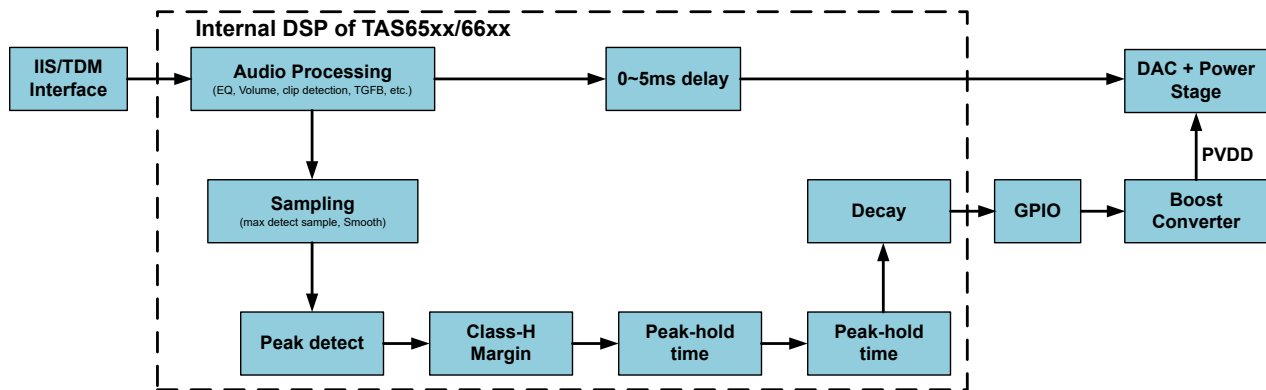 Internal DSP of TAS65xx/66xx
IIS/TDM
Interface
Audio Processing
(EQ, Volume, clip detection, TGFB, etc.)
0~5ms delay
DAC + Power
Stage
PVDD
Sampling
(max detect sample, Smooth)
Decay
GPIO
Boost
Converter
Peak detect
Class-H
Margin
Peak-hold
time
Peak-hold
time